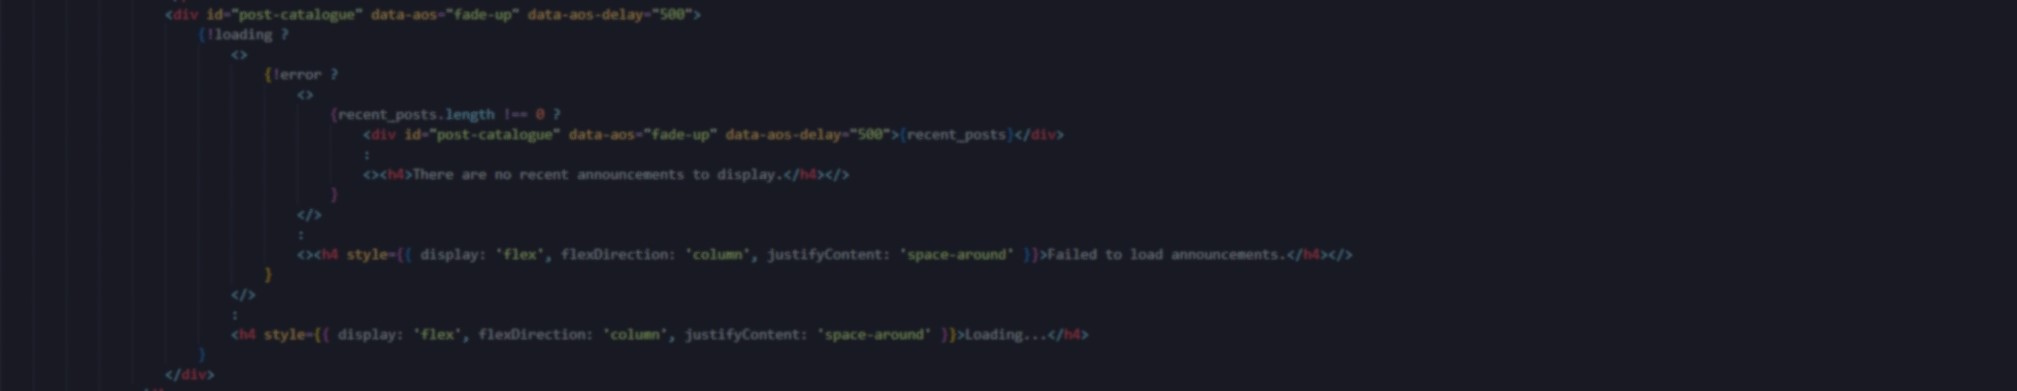 <div id="post-catalogue" data-aos="fade-up" data-aos-delay="500">
{!loading ?
<>
{!error ?
<>
{recent_posts.length !== 0 ?
<div id="post-catalogue" data-aos="fade-up" data-aos-delay="500">{recent_posts}</div>
:
<><h4>There are no recent announcements to display.</h4></>
}
</>
:
<><h4 style={{ display: 'flex', flexDirection: 'column', justifyContent: 'space-around' }}>Failed to load announcements.</h4></>
}
</>
:
<h4 style={{ display: 'flex', flexDirection: 'column', justifyContent: 'space-around' }}>Loading...</h4>
}
</div>